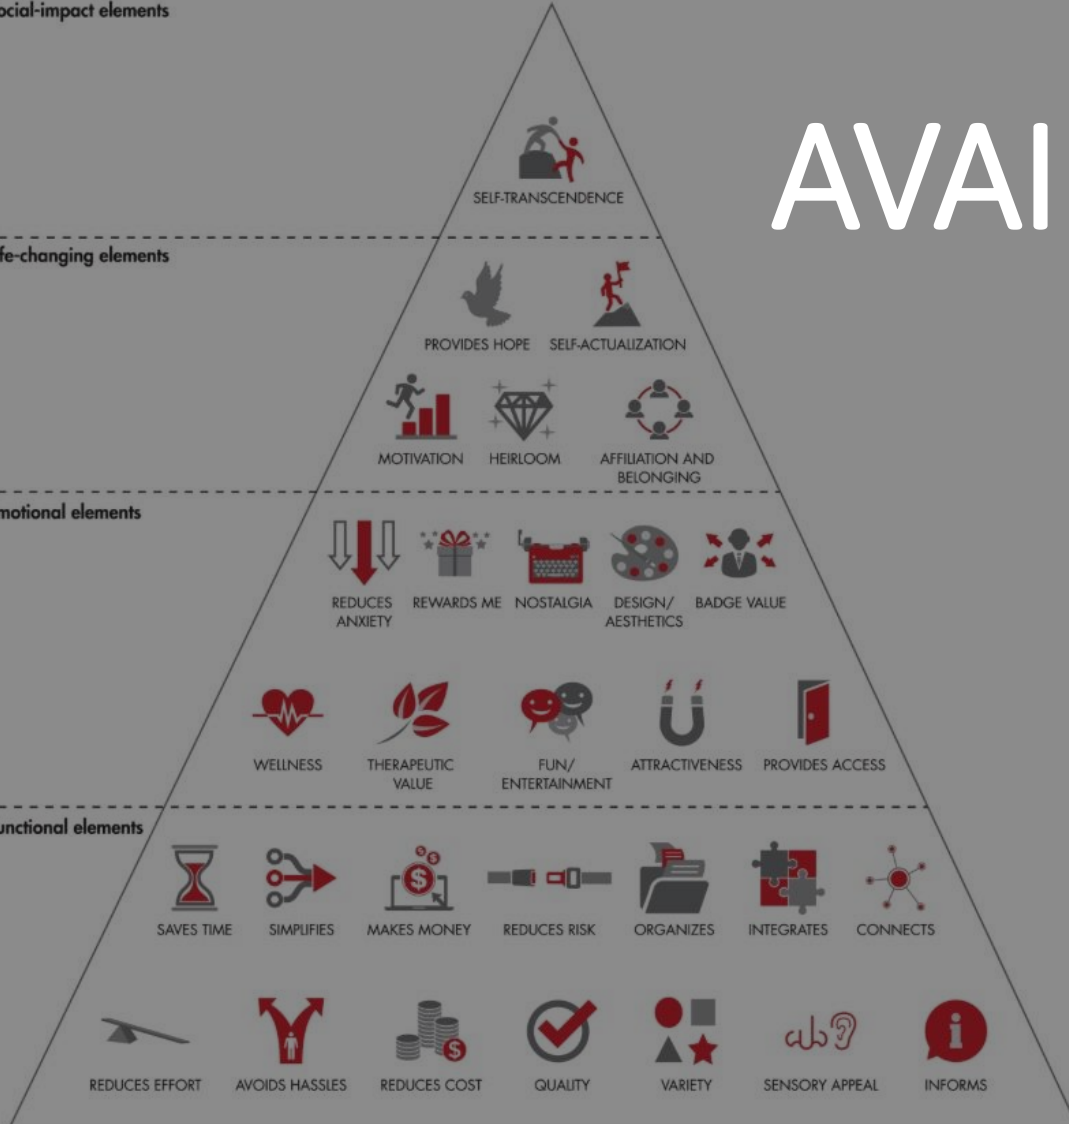 ocial-impact elements
AVAI
SELF-TRANSCENDENCE
fe-changing elements
PROVIDES HOPE SELF-ACTUALIZATION
MOTIVATION HEIRLOOM AFFILIATION AND
BELONGING
motional elements
REDUCES REWARDS ME NOSTALGIA DESIGN/ BADGE VALUE
ANXIETY AESTHETICS
WELLNESS THERAPEUTIC FUN/ ATTRACTIVENESS PROVIDES ACCESS
VALUE ENTERTAINMENT
unctional elements
SAVES TIME SIMPLIFIES MAKES MONEY REDUCES RISK ORGANIZES INTEGRATES CONNECTS
REDUCES EFFORT AVOIDS HASSLES REDUCES COST QUALITY VARIETY SENSORY APPEAL INFORMS